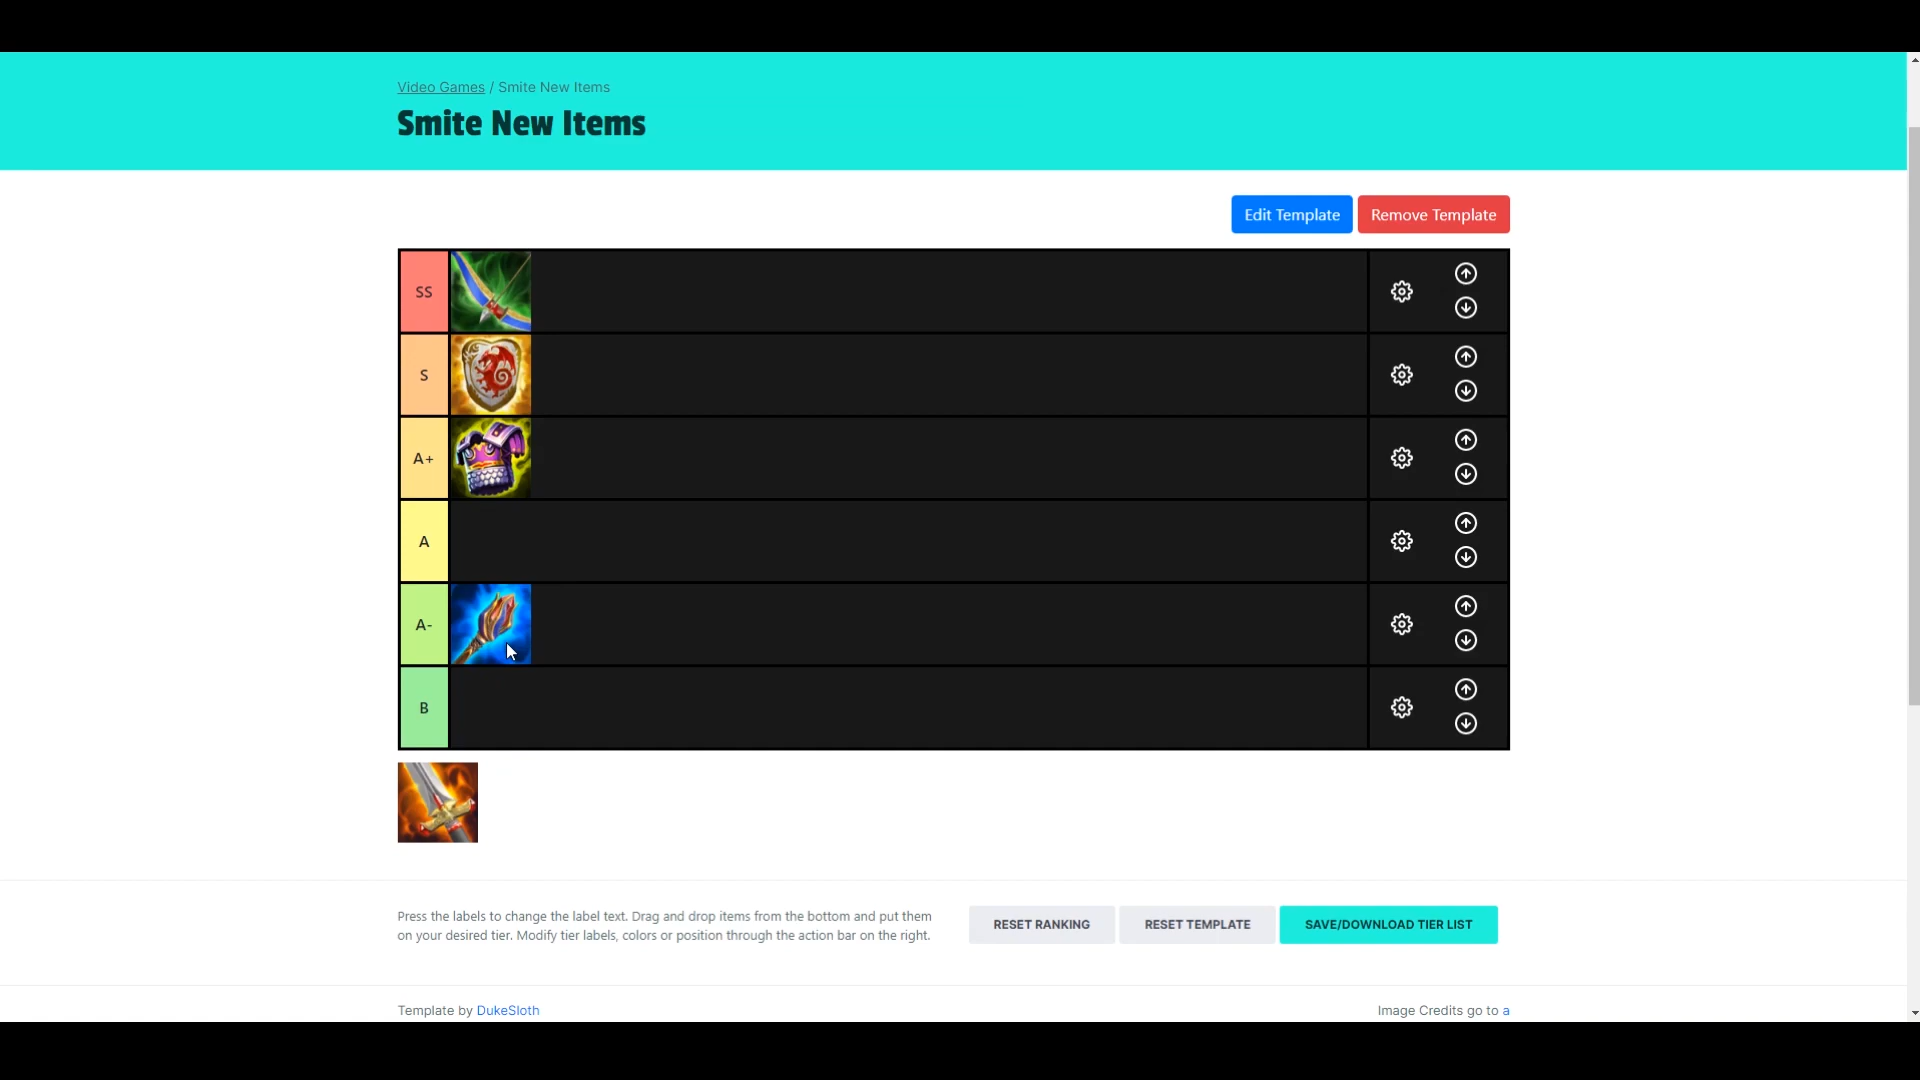 Video Games / Smite New Items
Smite New Items
Edit Template
Remove Template
SS
S
A+
A
A-
B
Press the labels to change the label text. Drag and drop items from the bottom and put them
on your desired tier. Modify tier labels, colors or position through the action bar on the right.
RESET RANKING
RESET TEMPLATE
SAVE/DOWNLOAD TIER LIST
Template by DukeSloth
Image Credits go to a